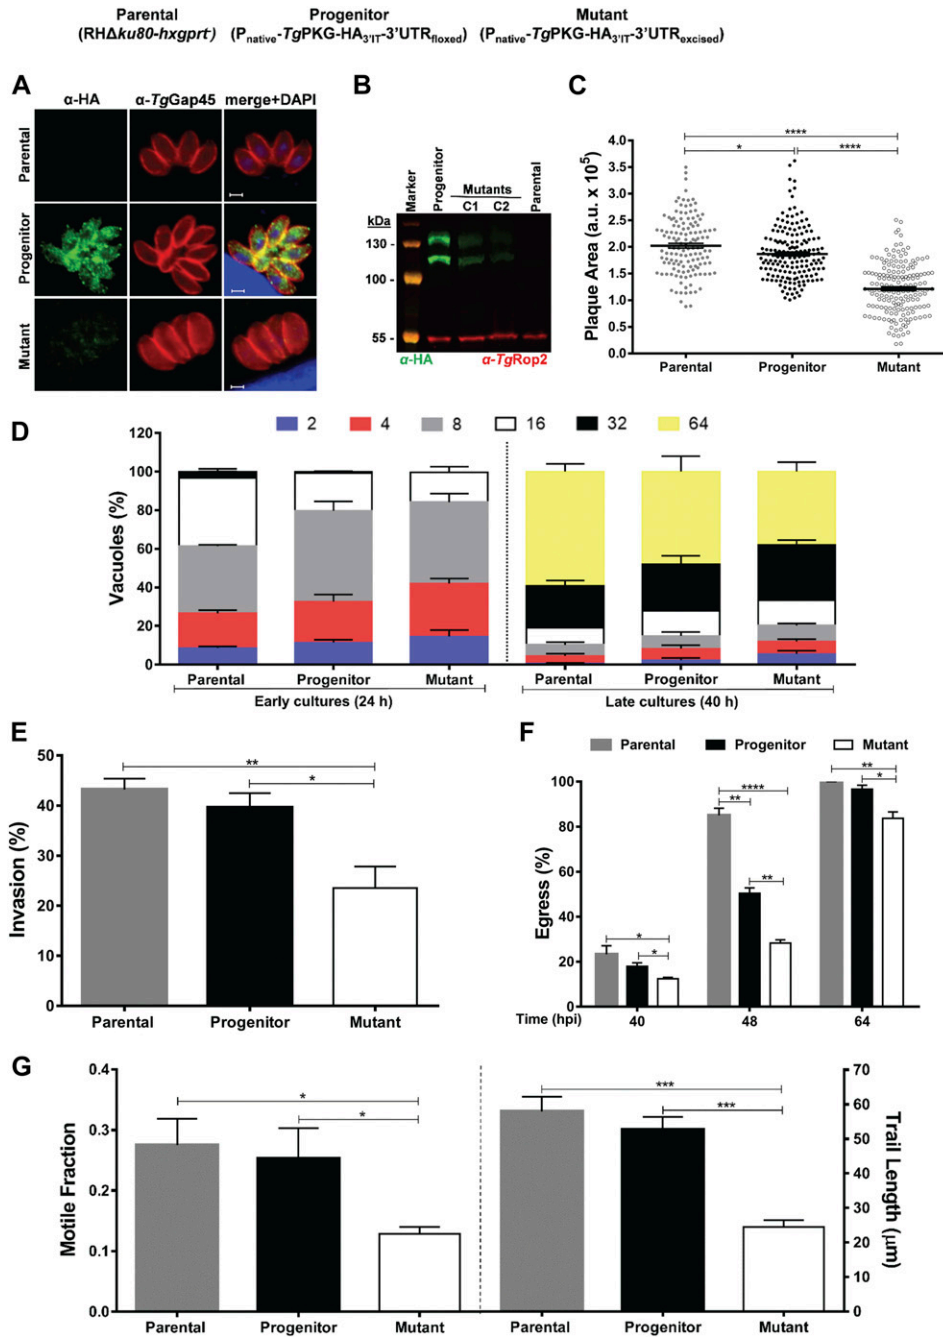 Parental
(RHΔku80-hxgprt-)
Progenitor
(Pnative-TgPKG-HA3'IT-3'UTRfloxed)
Mutant
(Pnative-TgPKG-HA3'IT-3'UTRexcised)
A
α-HA
α-TgGap45
merge+DAPI
Parental
Progenitor
Mutant
B
Marker
Progenitor
Mutants
C1
C2
Parental
kDa
130 -
100 -
55 -
α-HA
α-TgRop2
C
Plaque Area (a.u. x 10^5)
4.0
3.5
3.0
2.5
2.0
1.5
1.0
0.5
0.0
****
*
****
Parental
Progenitor
Mutant
D
2
4
8
16
32
64
Vacuoles (%)
120
100
80
60
40
20
0
Parental
Progenitor
Mutant
Parental
Progenitor
Mutant
Early cultures (24 h)
Late cultures (40 h)
E
Invasion (%)
50
40
30
20
10
0
**
*
Parental
Progenitor
Mutant
F
Parental
Progenitor
Mutant
Egress (%)
100
80
60
40
20
0
*
*
****
**
**
**
*
Time (hpi)
40
48
64
G
Motile Fraction
0.4
0.3
0.2
0.1
0.0
*
*
***
***
70
60
50
40
30
20
10
0
Trail Length (μm)
Parental
Progenitor
Mutant
Parental
Progenitor
Mutant